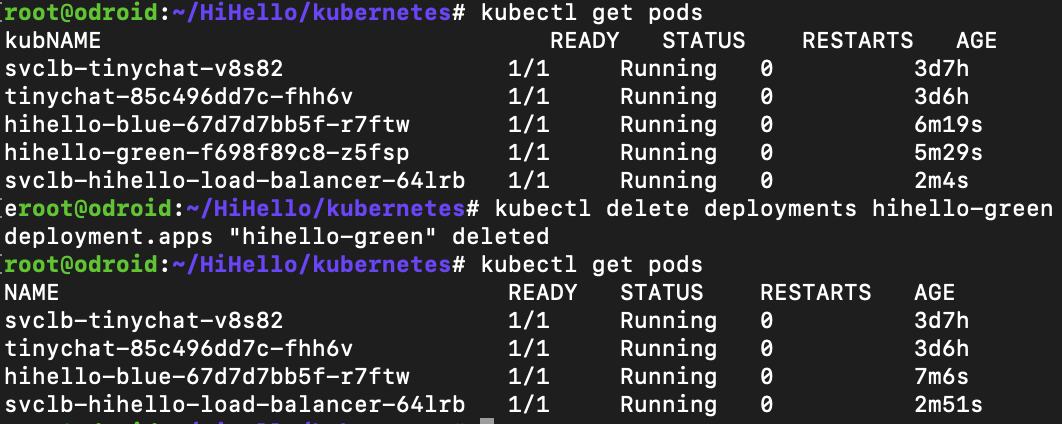 root@odroid:~/HiHello/kubernetes# kubectl get pods
kubNAME READY STATUS RESTARTS AGE
svclb-tinychat-v8s82 1/1 Running 0 3d7h
tinychat-85c496dd7c-fhh6v 1/1 Running 0 3d6h
hihello-blue-67d7d7bb5f-r7ftw 1/1 Running 0 6m19s
hihello-green-f698f89c8-z5fsp 1/1 Running 0 5m29s
svclb-hihello-load-balancer-64lrb 1/1 Running 0 2m4s
eroot@odroid:~/HiHello/kubernetes# kubectl delete deployments hihello-green
deployment.apps "hihello-green" deleted
root@odroid:~/HiHello/kubernetes# kubectl get pods
NAME READY STATUS RESTARTS AGE
svclb-tinychat-v8s82 1/1 Running 0 3d7h
tinychat-85c496dd7c-fhh6v 1/1 Running 0 3d6h
hihello-blue-67d7d7bb5f-r7ftw 1/1 Running 0 7m6s
svclb-hihello-load-balancer-64lrb 1/1 Running 0 2m51s